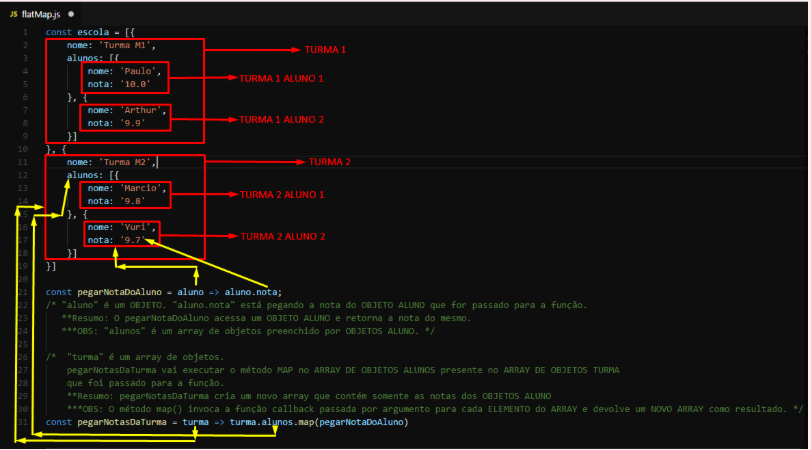 JS flatMap.js
1 const escola = [{
2 nome: 'Turma M1',
TURMA 1
3 alunos: [{
4 nome: 'Paulo',
TURMA 1 ALUNO 1
5 nota: '10.0'
6 }, {
7 nome: 'Arthur',
TURMA 1 ALUNO 2
8 nota: '9.9'
9 }]
10 }, {
11 nome: 'Turma M2',
TURMA 2
12 alunos: [{
13 nome: 'Marcio',
TURMA 2 ALUNO 1
14 nota: '9.8'
15 }, {
16 nome: 'Yuri',
TURMA 2 ALUNO 2
17 nota: '9.7'
18 }]
19 }]
20
21 const pegarNotaDoAluno = aluno => aluno.nota;
22 /* "aluno" é um OBJETO. "aluno.nota" está pegando a nota do OBJETO ALUNO que for passado para a função.
23 **Resumo: O pegarNotaDoAluno acessa um OBJETO ALUNO e retorna a nota do mesmo.
24 ***OBS: "alunos" é um array de objetos preenchido por OBJETOS ALUNO. */
25
26 /* "turma" é um array de objetos.
27 pegarNotasDaTurma vai executar o método MAP no ARRAY DE OBJETOS ALUNOS presente no ARRAY DE OBJETOS TURMA
28 que foi passado para a função.
29 **Resumo: pegarNotasDaTurma cria um novo array que contém somente as notas dos OBJETOS ALUNO
30 ***OBS: O método map() invoca a função callback passada por argumento para cada ELEMENTO do ARRAY e devolve um NOVO ARRAY como resultado. */
31 const pegarNotasDaTurma = turma => turma.alunos.map(pegarNotaDoAluno)